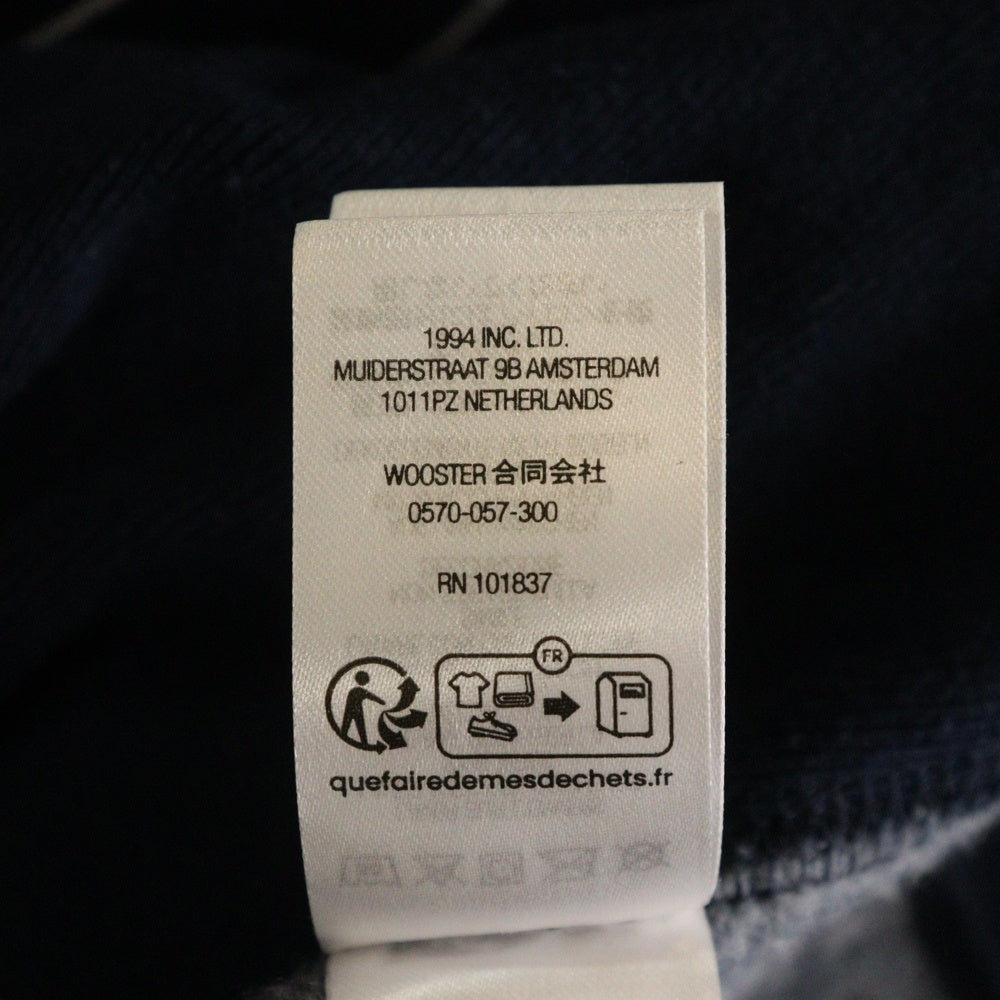 1994 INC. LTD.
MUIDERSTRAAT 9B AMSTERDAM
1011PZ NETHERLANDS
WOOSTER 合同会社
0570-057-300
RN 101837
FR
quefairedemesdechets.fr